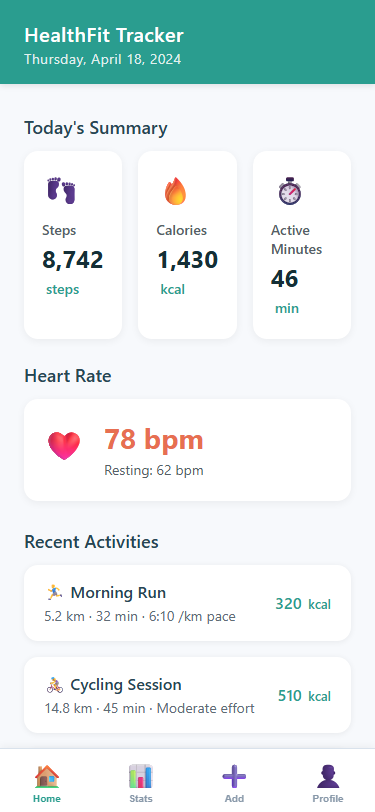 HealthFit Tracker
Thursday, April 18, 2024
Today's Summary
Steps
8,742
steps
Calories
1,430
kcal
Active
Minutes
46
min
Heart Rate
78 bpm
Resting: 62 bpm
Recent Activities
Morning Run
5.2 km · 32 min · 6:10 /km pace
320 kcal
Cycling Session
14.8 km · 45 min · Moderate effort
510 kcal
Home
Stats
Add
Profile